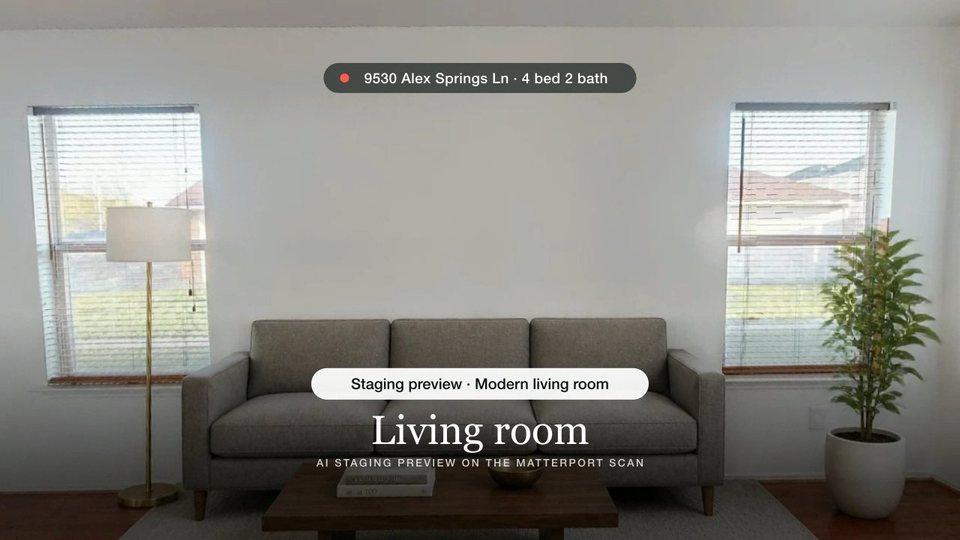 9530 Alex Springs Ln · 4 bed 2 bath
Staging preview · Modern living room
Living room
AI STAGING PREVIEW ON THE MATTERPORT SCAN